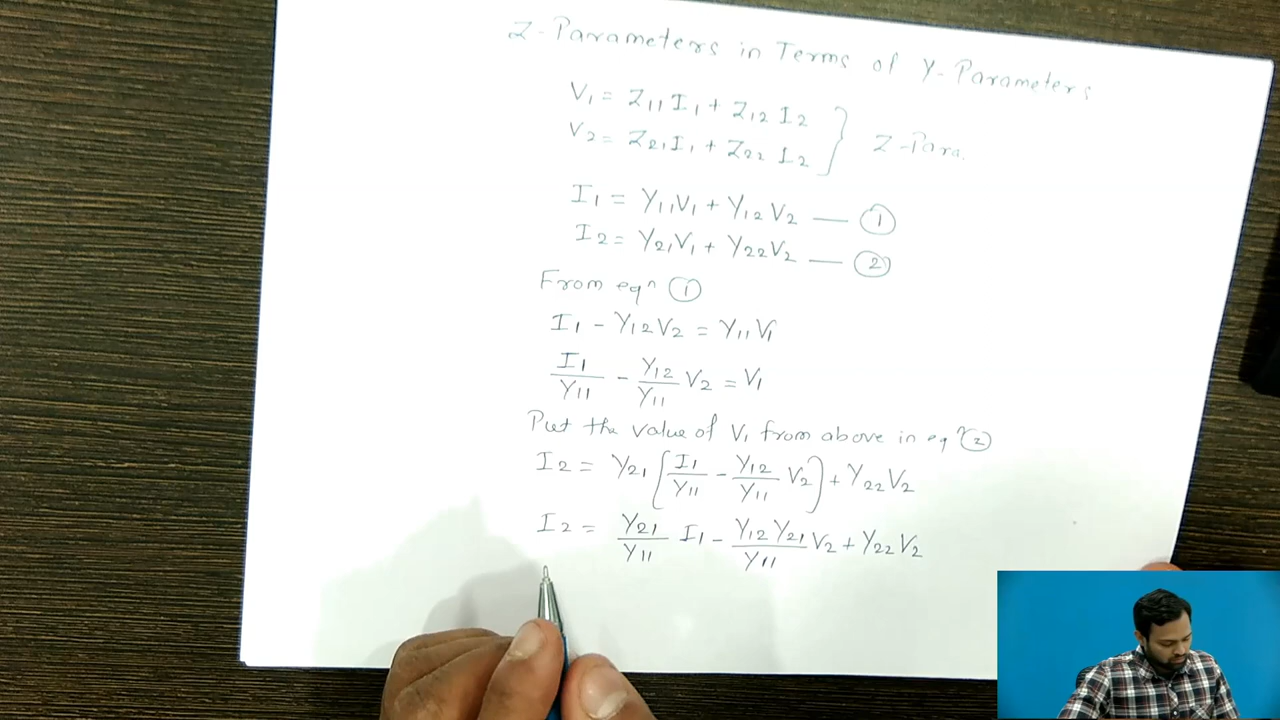 Z-Parameters in Terms of Y-Parameters
V1 = Z11 I1 + Z12 I2
V2 = Z21 I1 + Z22 I2 } Z-Para.
I1 = Y11 V1 + Y12 V2 — ①
I2 = Y21 V1 + Y22 V2 — ②
From eqn ①
I1 - Y12 V2 = Y11 V1
I1/Y11 - Y12/Y11 V2 = V1
Put the value of V1 from above in eqn ②
I2 = Y21 [I1/Y11 - Y12/Y11 V2] + Y22 V2
I2 = Y21/Y11 I1 - Y12 Y21/Y11 V2 + Y22 V2